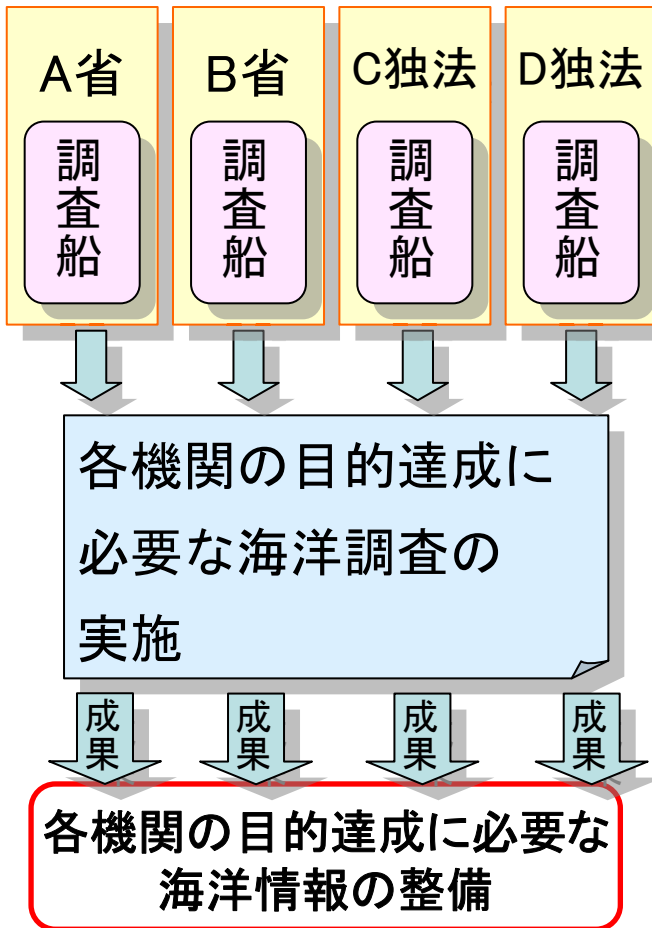 A省
B省
C独法
D独法
調査船
調査船
調査船
調査船
各機関の目的達成に
必要な海洋調査の
実施
成果
成果
成果
成果
各機関の目的達成に必要な
海洋情報の整備